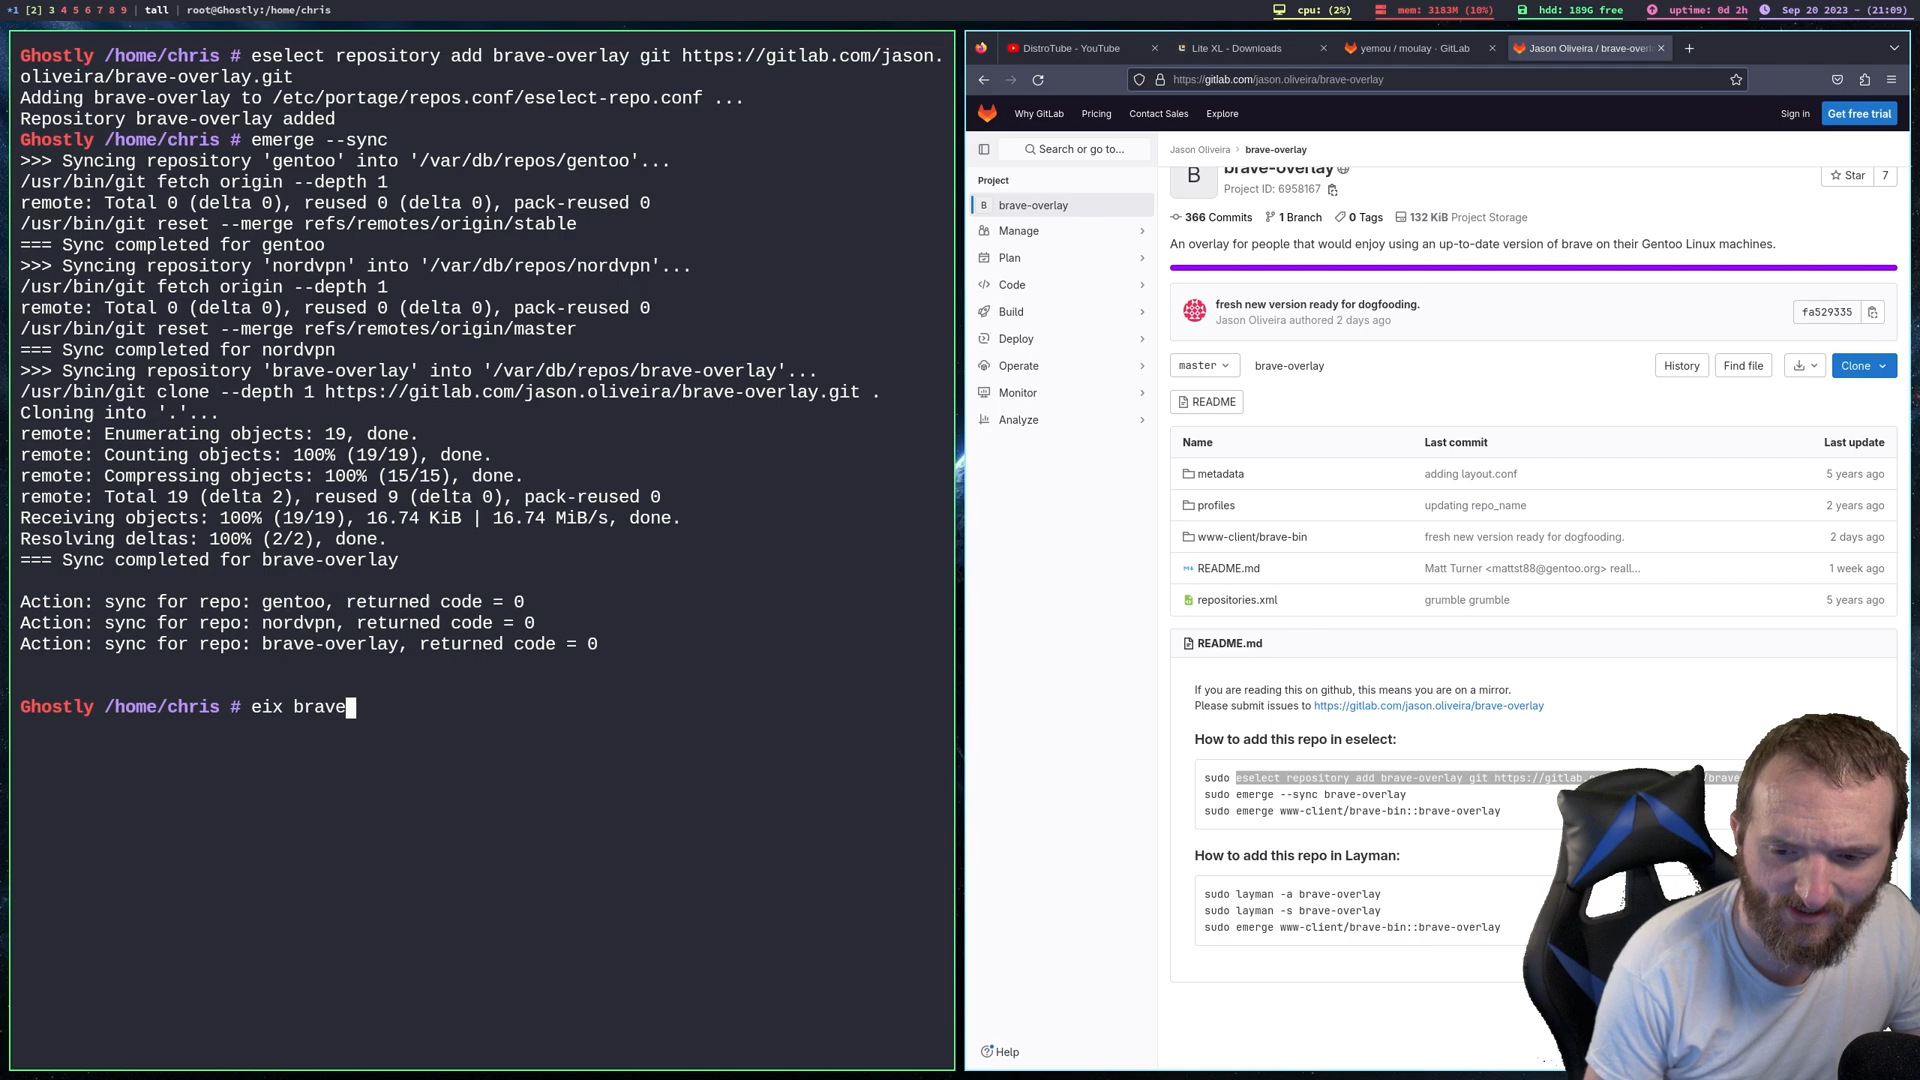 *1 [2] 3 4 5 6 7 8 9 | tall | root@Ghostly:/home/chris
cpu: (2%) mem: 3183M (10%) hdd: 189G free uptime: 0d 2h Sep 20 2023 - (21:09)
Ghostly /home/chris # eselect repository add brave-overlay git https://gitlab.com/jason.
oliveira/brave-overlay.git
Adding brave-overlay to /etc/portage/repos.conf/eselect-repo.conf ...
Repository brave-overlay added
Ghostly /home/chris # emerge --sync
>>> Syncing repository 'gentoo' into '/var/db/repos/gentoo'...
/usr/bin/git fetch origin --depth 1
remote: Total 0 (delta 0), reused 0 (delta 0), pack-reused 0
/usr/bin/git reset --merge refs/remotes/origin/stable
=== Sync completed for gentoo
>>> Syncing repository 'nordvpn' into '/var/db/repos/nordvpn'...
/usr/bin/git fetch origin --depth 1
remote: Total 0 (delta 0), reused 0 (delta 0), pack-reused 0
/usr/bin/git reset --merge refs/remotes/origin/master
=== Sync completed for nordvpn
>>> Syncing repository 'brave-overlay' into '/var/db/repos/brave-overlay'...
/usr/bin/git clone --depth 1 https://gitlab.com/jason.oliveira/brave-overlay.git .
Cloning into '.'...
remote: Enumerating objects: 19, done.
remote: Counting objects: 100% (19/19), done.
remote: Compressing objects: 100% (15/15), done.
remote: Total 19 (delta 2), reused 9 (delta 0), pack-reused 0
Receiving objects: 100% (19/19), 16.74 KiB | 16.74 MiB/s, done.
Resolving deltas: 100% (2/2), done.
=== Sync completed for brave-overlay
Action: sync for repo: gentoo, returned code = 0
Action: sync for repo: nordvpn, returned code = 0
Action: sync for repo: brave-overlay, returned code = 0
Ghostly /home/chris # eix brave
DistroTube - YouTube
Lite XL - Downloads
yemou / moulay · GitLab
Jason Oliveira / brave-overl
https://gitlab.com/jason.oliveira/brave-overlay
Why GitLab Pricing Contact Sales Explore
Sign in Get free trial
Search or go to...
Project
B brave-overlay
Manage
Plan
Code
Build
Deploy
Operate
Monitor
Analyze
Help
Jason Oliveira > brave-overlay
B
brave-overlay
Project ID: 6958167
Star 7
366 Commits 1 Branch 0 Tags 132 KiB Project Storage
An overlay for people that would enjoy using an up-to-date version of brave on their Gentoo Linux machines.
fresh new version ready for dogfooding.
Jason Oliveira authored 2 days ago
fa529335
master brave-overlay History Find file Clone
README
Name Last commit Last update
metadata adding layout.conf 5 years ago
profiles updating repo_name 2 years ago
www-client/brave-bin fresh new version ready for dogfooding. 2 days ago
README.md Matt Turner <mattst88@gentoo.org> reall... 1 week ago
repositories.xml grumble grumble 5 years ago
README.md
If you are reading this on github, this means you are on a mirror.
Please submit issues to https://gitlab.com/jason.oliveira/brave-overlay
How to add this repo in eselect:
sudo eselect repository add brave-overlay git https://gitlab. /brave
sudo emerge --sync brave-overlay
sudo emerge www-client/brave-bin::brave-overlay
How to add this repo in Layman:
sudo layman -a brave-overlay
sudo layman -s brave-overlay
sudo emerge www-client/brave-bin::brave-overlay